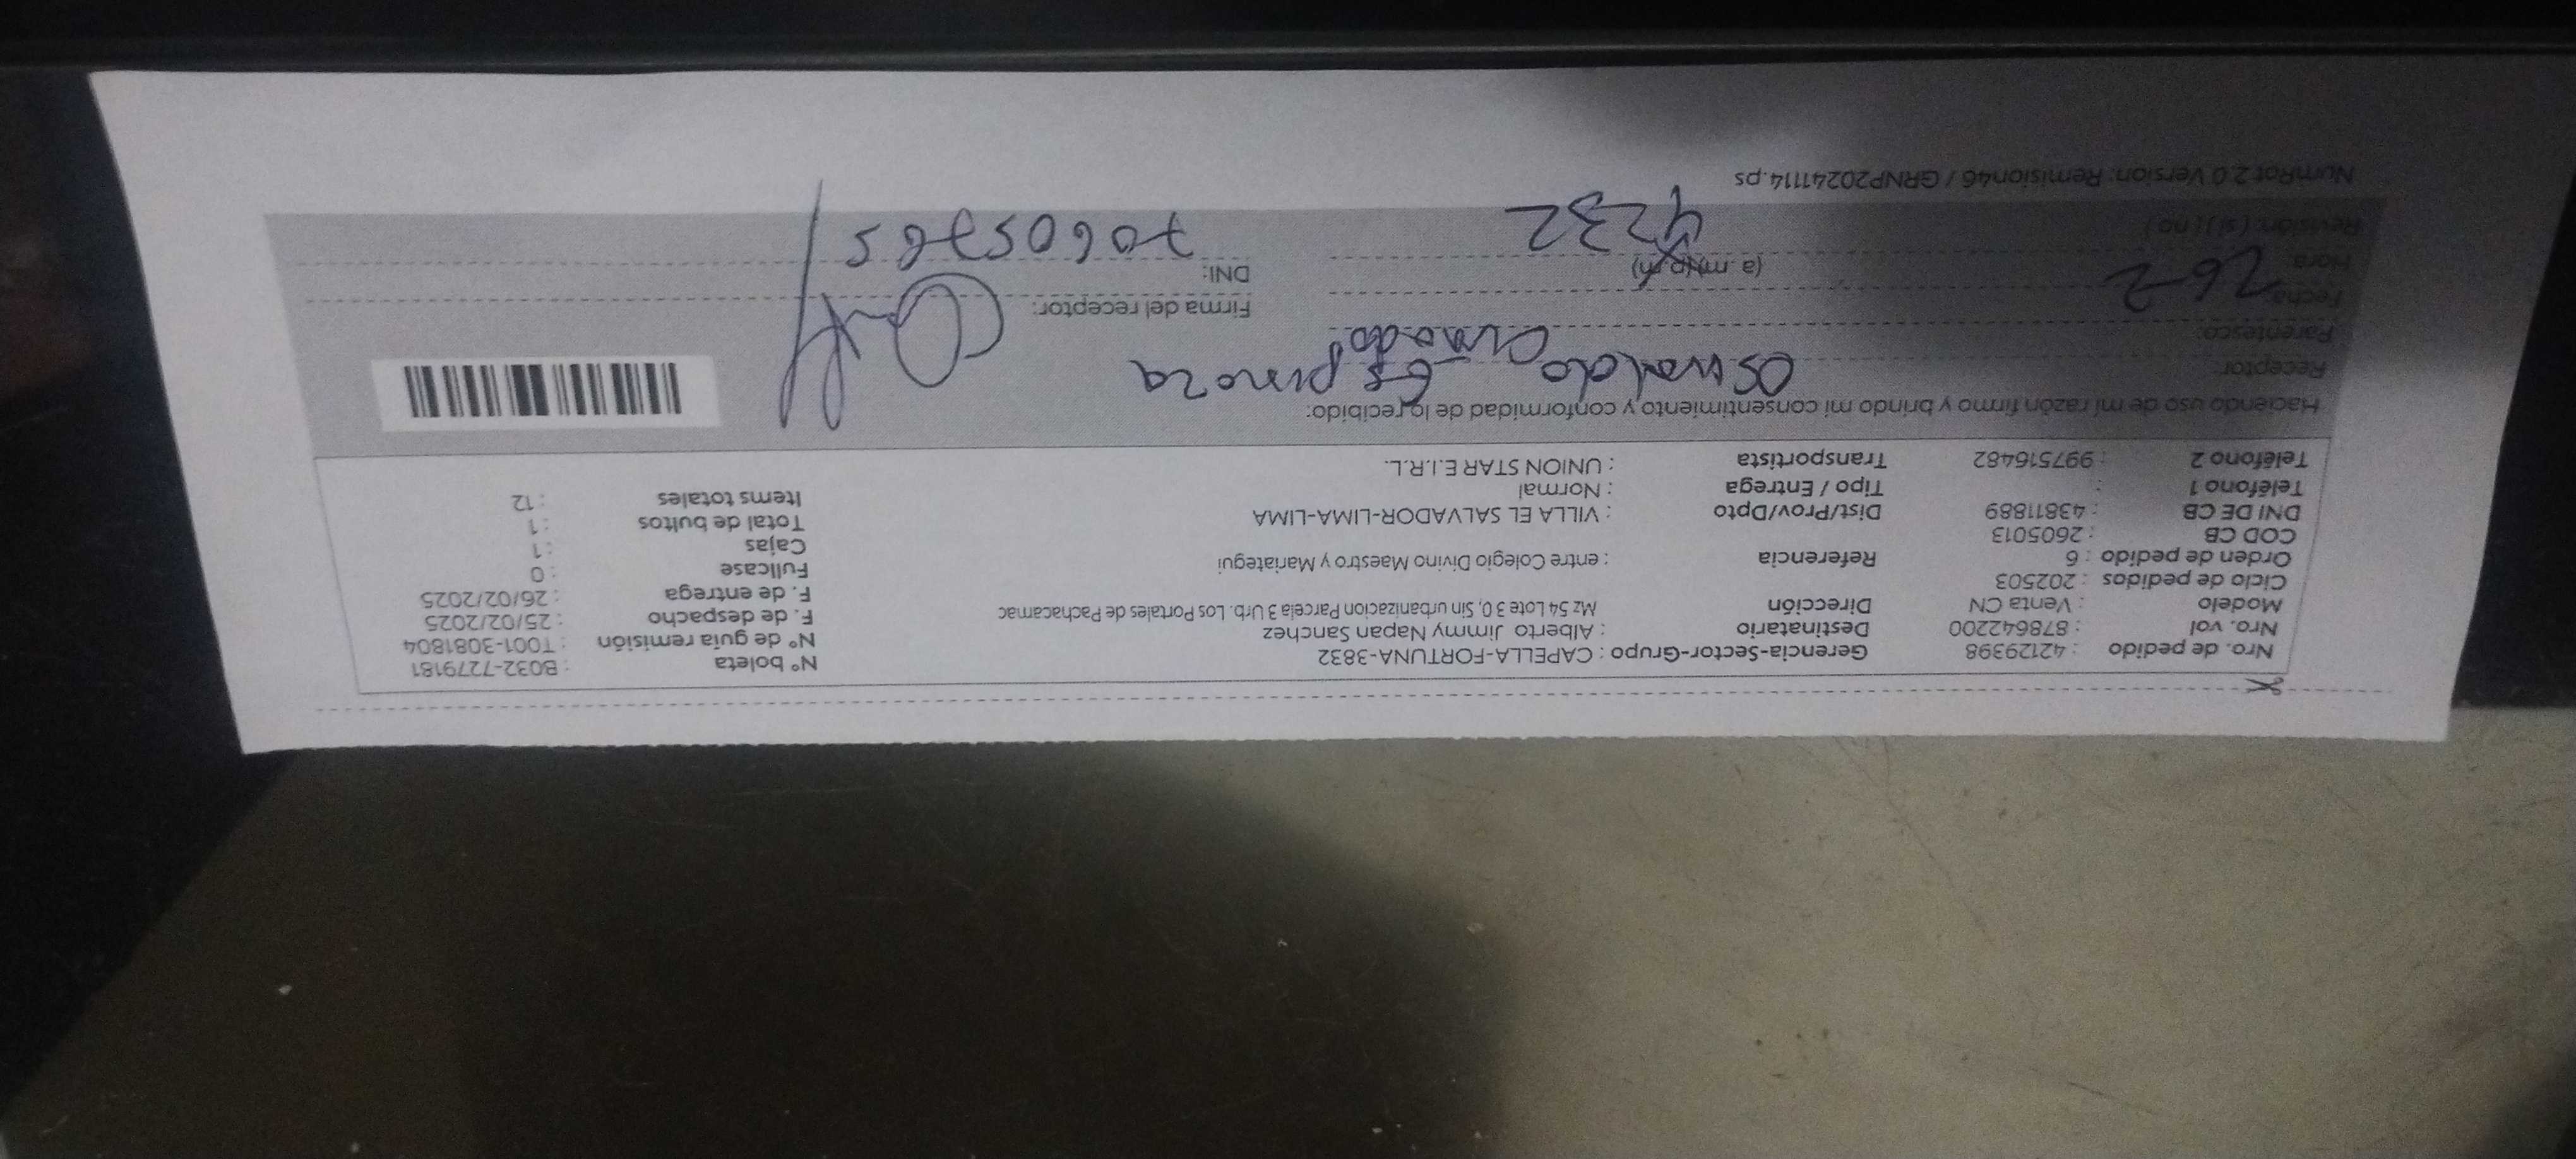 Nro. de pedido : 42129398 Gerencia-Sector-Grupo : CAPELLA-FORTUNA-3832 N° boleta : B032-7279181
Nro. vol : 878642200 Destinatario : Alberto Jimmy Napan Sanchez N° de guía remisión : T001-3081804
Modelo : Venta CN Dirección Mz 54 Lote 30, Sin urbanizacion Parcela 3 Urb. Los Portales de Pachacamac F. de despacho : 25/02/2025
Ciclo de pedidos : 202503 F. de entrega : 26/02/2025
Orden de pedido : 6 Referencia : entre Colegio Divino Maestro y Mariategui Fullcase : 0
COD CB : 2605013 Cajas : 1
DNI DE CB : 43811889 Dist/Prov/Dpto : VILLA EL SALVADOR-LIMA-LIMA Total de bultos : 1
Teléfono 1 : Tipo / Entrega : Normal Items totales : 12
Teléfono 2 : 997516482 Transportista : UNION STAR E.I.R.L.
Haciendo uso de mi razón firmo y brindo mi consentimiento y conformidad de lo recibido:
Receptor: Oswaldo Espinoza
Parentesco:
Fecha: 26-2 Firma del receptor:
Hora: (a. m) (p. m) DNI: 70605765
Revisión: ( si ) ( no ) 4232
NumRot 2.0 Version: Remision46 / GRNP20241114.ps